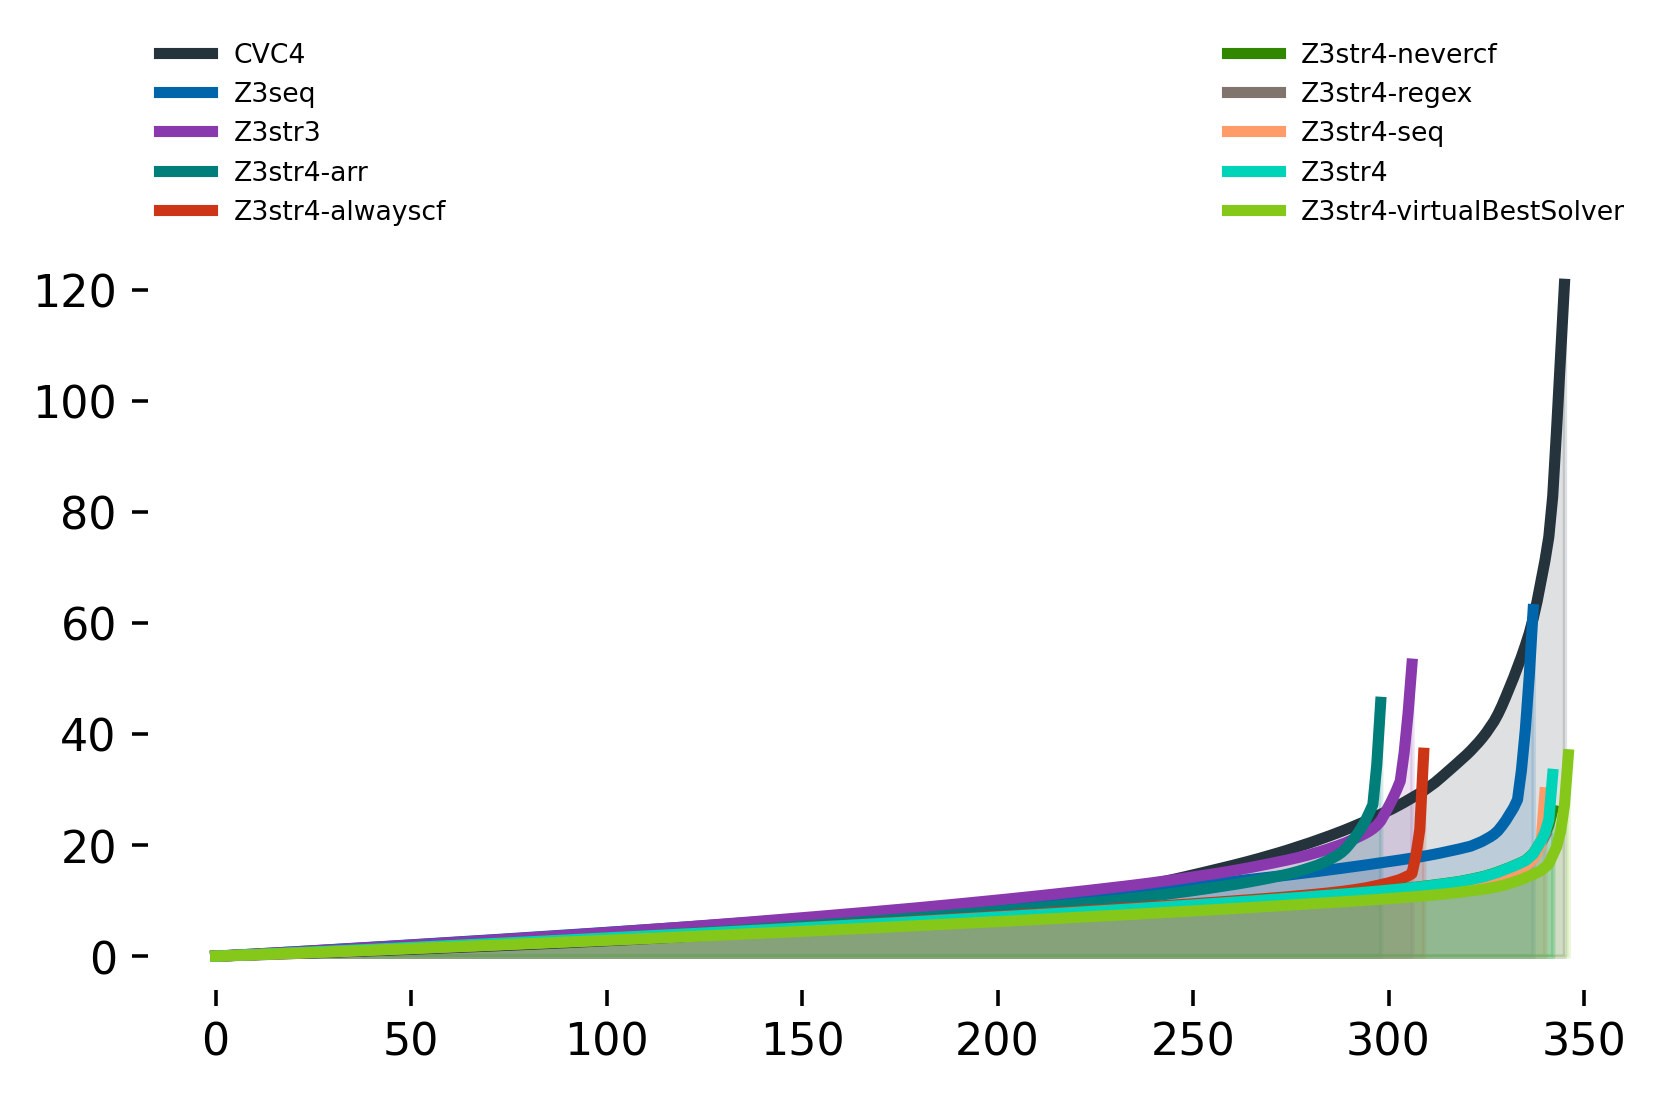 CVC4
Z3seq
Z3str3
Z3str4-arr
Z3str4-alwayscf
Z3str4-nevercf
Z3str4-regex
Z3str4-seq
Z3str4
Z3str4-virtualBestSolver
120
100
80
60
40
20
0
0 50 100 150 200 250 300 350